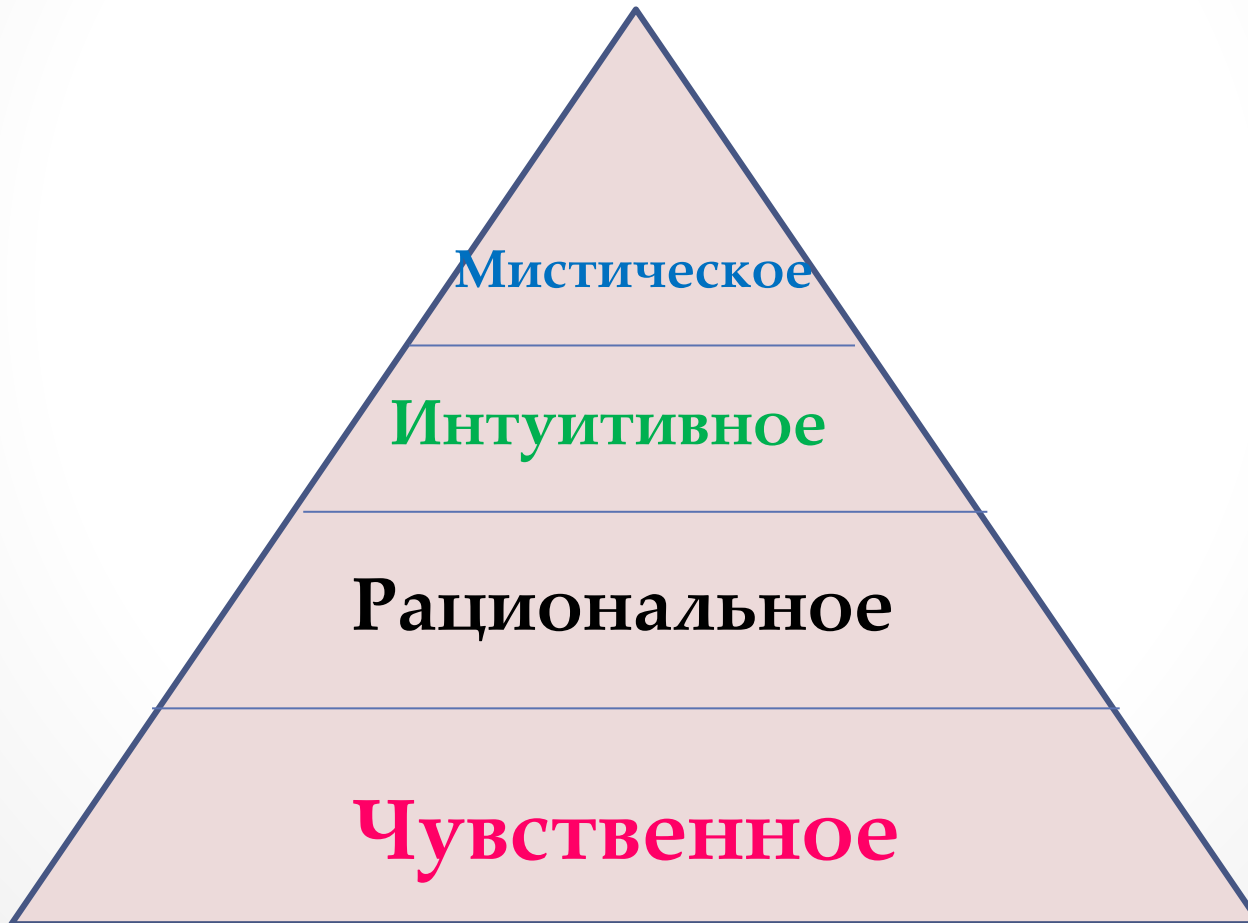 Мистическое
Интуитивное
Рациональное
Чувственное